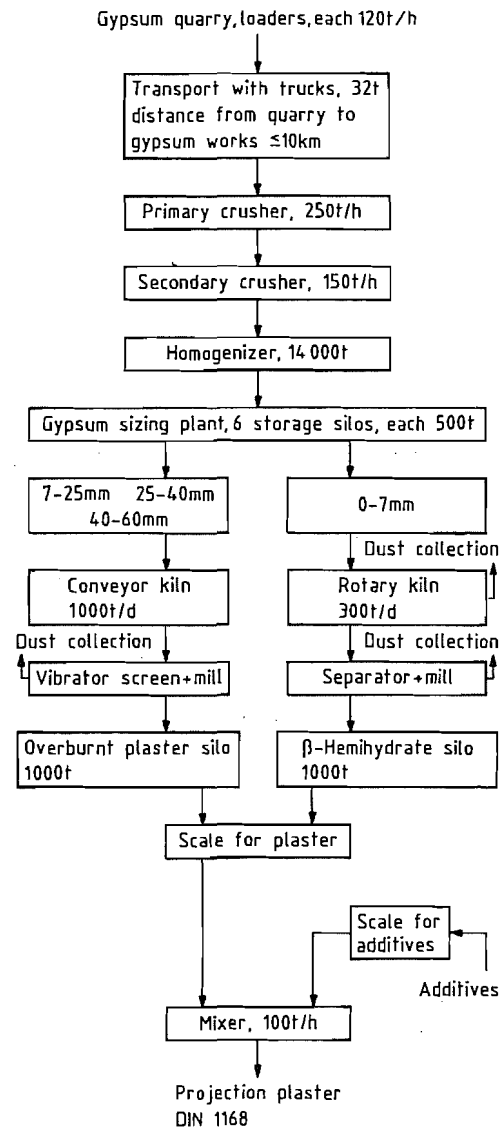 Gypsum quarry, loaders, each 120t/h
Transport with trucks, 32t
distance from quarry to
gypsum works ≤10km
Primary crusher, 250t/h
Secondary crusher, 150t/h
Homogenizer, 14 000t
Gypsum sizing plant, 6 storage silos, each 500t
7–25mm 25–40mm
40–60mm
0–7mm
Dust collection
Conveyor kiln
1000t/d
Rotary kiln
300t/d
Dust collection
Dust collection
Vibrator screen+mill
Separator+mill
Overburnt plaster silo
1000t
β-Hemihydrate silo
1000t
Scale for plaster
Scale for
additives
Additives
Mixer, 100t/h
Projection plaster
DIN 1168